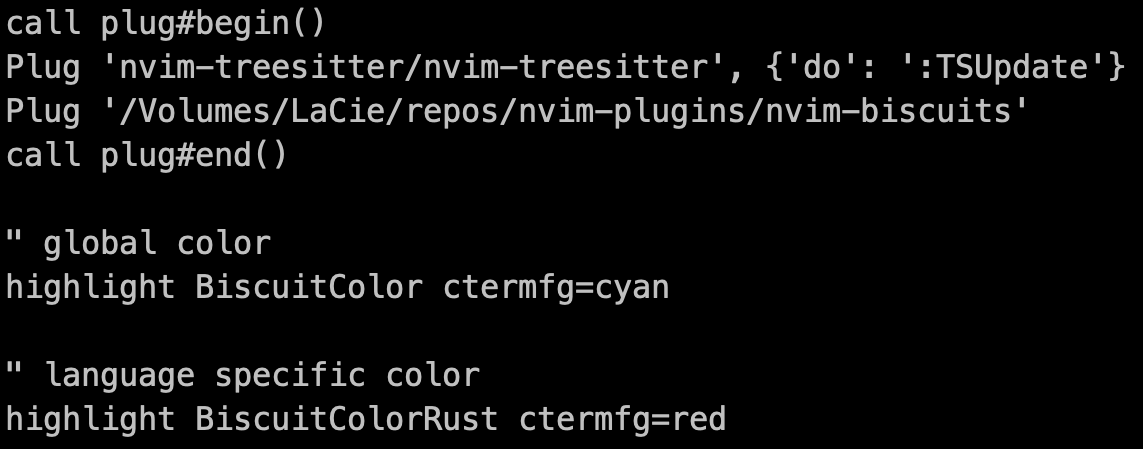 call plug#begin()
Plug 'nvim-treesitter/nvim-treesitter', {'do': ':TSUpdate'}
Plug '/Volumes/LaCie/repos/nvim-plugins/nvim-biscuits'
call plug#end()

" global color
highlight BiscuitColor ctermfg=cyan

" language specific color
highlight BiscuitColorRust ctermfg=red